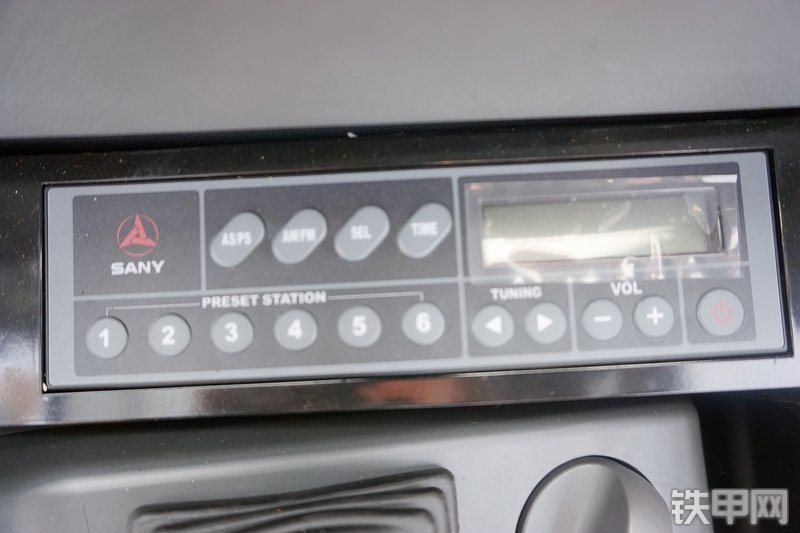 SANY
AS/PS AM/FM SEL TIME
PRESET STATION
1 2 3 4 5 6
TUNING
VOL
− +
铁甲网